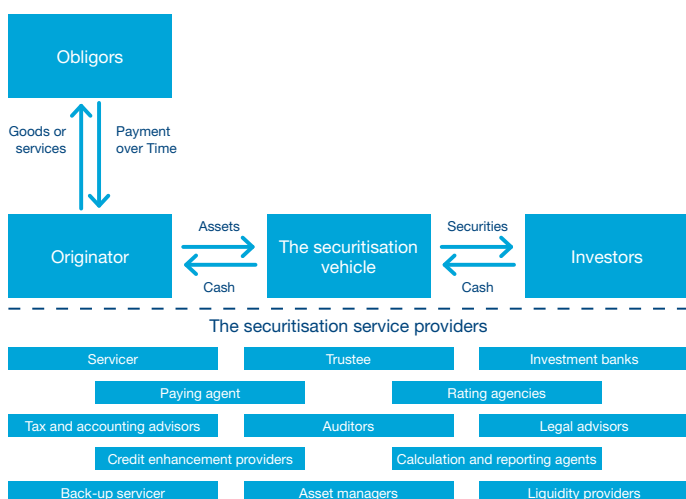 Obligors
Goods or
services
Payment
over Time
Originator
Assets
Cash
The securitisation
vehicle
Securities
Cash
Investors
The securitisation service providers
Servicer
Trustee
Investment banks
Paying agent
Rating agencies
Tax and accounting advisors
Auditors
Legal advisors
Credit enhancement providers
Calculation and reporting agents
Back-up servicer
Asset managers
Liquidity providers